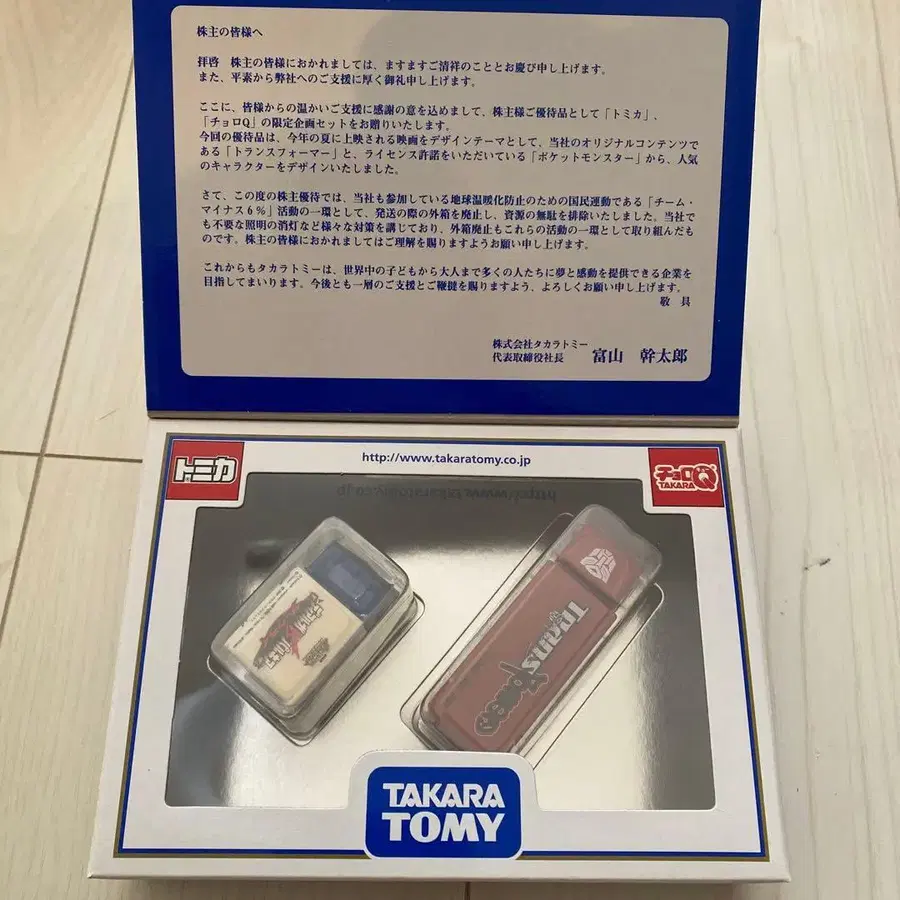 株主の皆様へ
拝啓　株主の皆様におかれましては、ますますご清祥のこととお慶び申し上げます。
また、平素から弊社へのご支援に厚く御礼申し上げます。
ここに、皆様からの温かいご支援に感謝の意を込めまして、株主様ご優待品として「トミカ」、
「チョロQ」の限定企画セットをお贈りいたします。
今回の優待品は、今年の夏に上映される映画をデザインテーマとして、当社のオリジナルコンテンツで
ある「トランスフォーマー」と、ライセンス許諾をいただいている「ポケットモンスター」から、人気
のキャラクターをデザインいたしました。
さて、この度の株主優待では、当社も参加している地球温暖化防止のための国民運動である「チーム・
マイナス6％」活動の一環として、発送の際の外箱を廃止し、資源の無駄を排除いたしました。当社で
も不要な照明の消灯など様々な対策を講じており、外箱廃止もこれらの活動の一環として取り組んだも
のです。株主の皆様におかれましてはご理解を賜りますようお願い申し上げます。
これからもタカラトミーは、世界中の子どもから大人まで多くの人たちに夢と感動を提供できる企業を
目指してまいります。今後とも一層のご支援とご鞭撻を賜りますよう、よろしくお願い申し上げます。
敬　具
株式会社タカラトミー
代表取締役社長　富山　幹太郎
トミカ
http://www.takaratomy.co.jp
チョロQ
TAKARA
TRANSFORMERS
TAKARA
TOMY